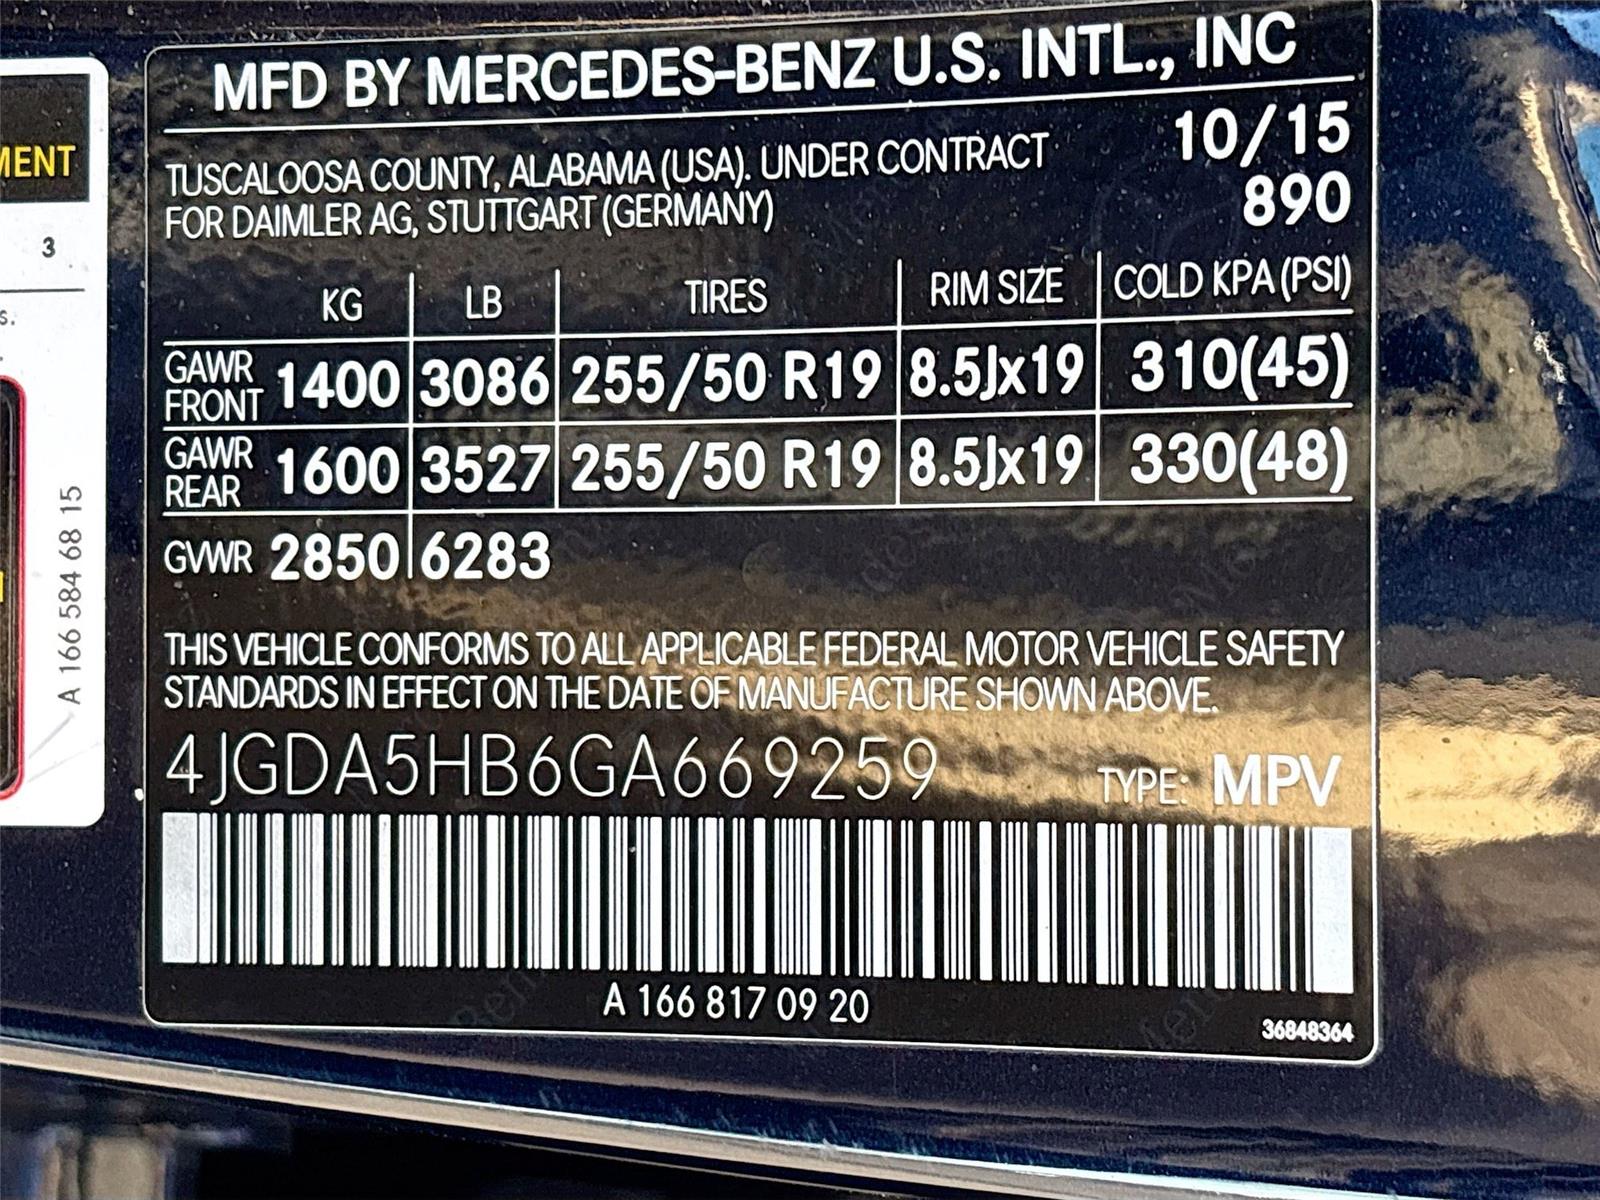 MFD BY MERCEDES-BENZ U.S. INTL., INC
10/15
TUSCALOOSA COUNTY, ALABAMA (USA). UNDER CONTRACT
FOR DAIMLER AG, STUTTGART (GERMANY)
890
KG LB TIRES RIM SIZE COLD KPA (PSI)
GAWR FRONT 1400 3086 255/50 R19 8.5Jx19 310(45)
GAWR REAR 1600 3527 255/50 R19 8.5Jx19 330(48)
GVWR 2850 6283
THIS VEHICLE CONFORMS TO ALL APPLICABLE FEDERAL MOTOR VEHICLE SAFETY
STANDARDS IN EFFECT ON THE DATE OF MANUFACTURE SHOWN ABOVE.
4JGDA5HB6GA669259 TYPE: MPV
A 166 817 09 20
36848364
3
A 166 584 68 15